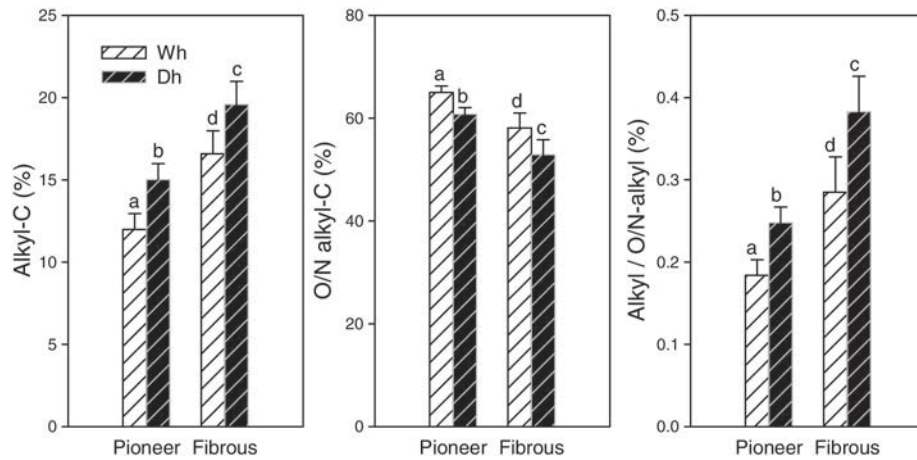 Alkyl-C (%)
25
20
15
10
5
0
Wh
Dh
a
b
d
c
Pioneer Fibrous
O/N alkyl-C (%)
80
60
40
20
0
a
b
d
c
Pioneer Fibrous
Alkyl / O/N-alkyl (%)
0.5
0.4
0.3
0.2
0.1
0.0
a
b
d
c
Pioneer Fibrous